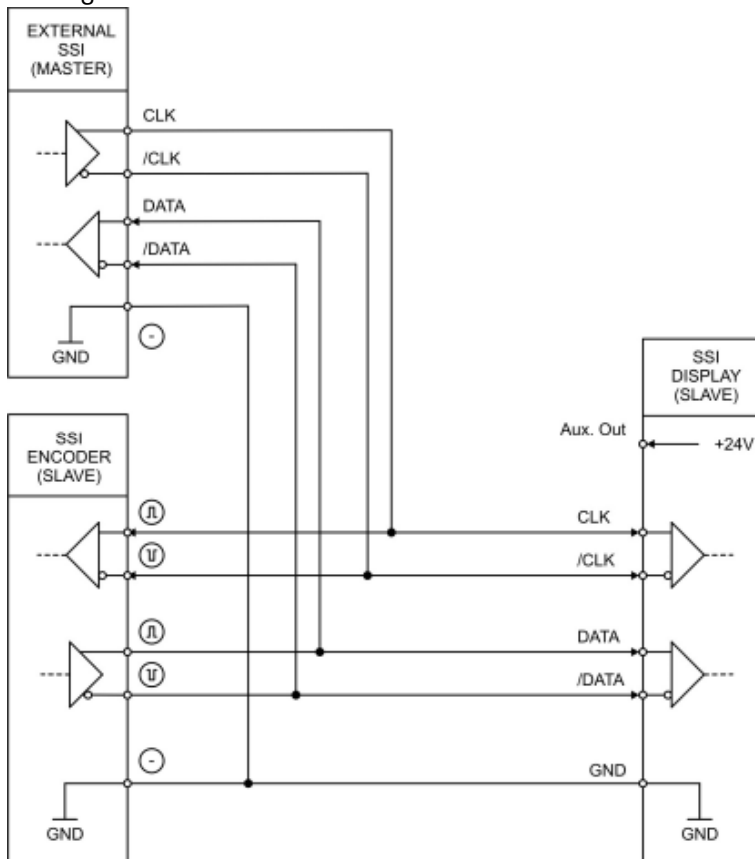 EXTERNAL
SSI
(MASTER)
CLK
/CLK
DATA
/DATA
-
GND
SSI
DISPLAY
(SLAVE)
Aux. Out
+24V
SSI
ENCODER
(SLAVE)
CLK
/CLK
DATA
/DATA
-
GND
GND
GND